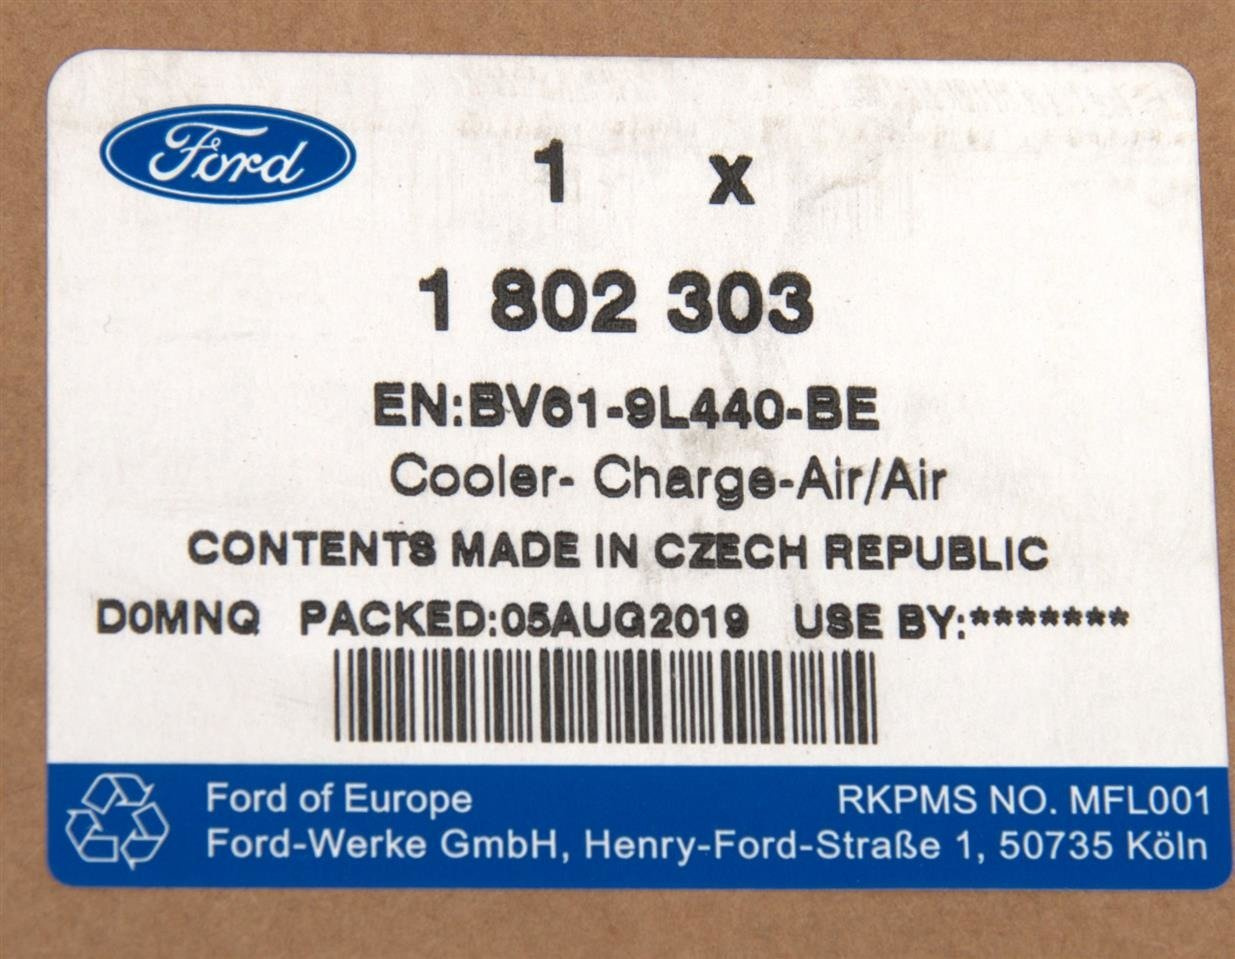 Ford
1 x
1 802 303
EN:BV61-9L440-BE
Cooler- Charge-Air/Air
CONTENTS MADE IN CZECH REPUBLIC
D0MNQ PACKED:05AUG2019 USE BY:*******
Ford of Europe
RKPMS NO. MFL001
Ford-Werke GmbH, Henry-Ford-Straße 1, 50735 Köln